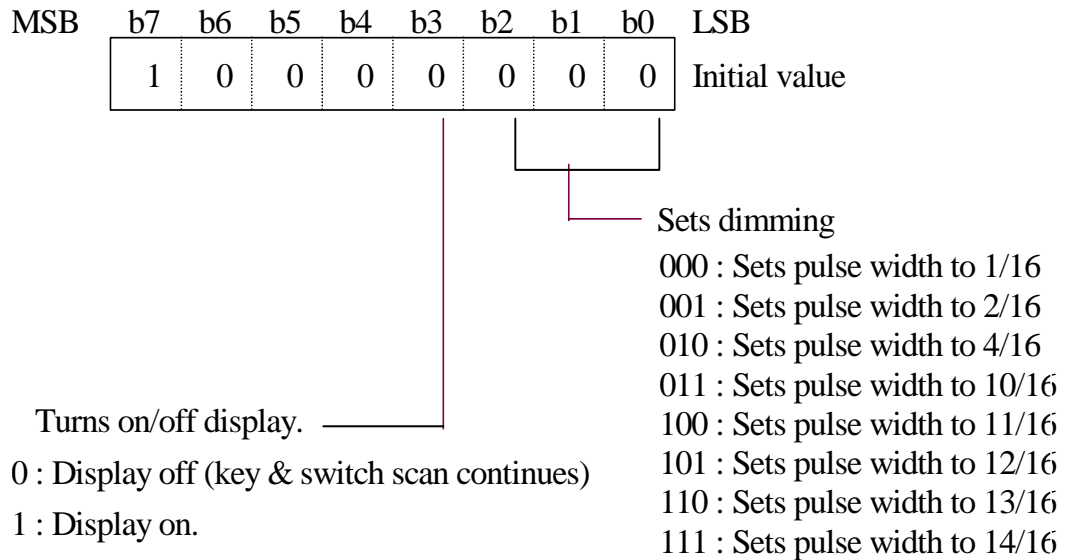 MSB b7 b6 b5 b4 b3 b2 b1 b0 LSB
1 0 0 0 0 0 0 0 Initial value
Sets dimming
000 : Sets pulse width to 1/16
001 : Sets pulse width to 2/16
010 : Sets pulse width to 4/16
011 : Sets pulse width to 10/16
100 : Sets pulse width to 11/16
101 : Sets pulse width to 12/16
110 : Sets pulse width to 13/16
111 : Sets pulse width to 14/16
Turns on/off display.
0 : Display off (key & switch scan continues)
1 : Display on.